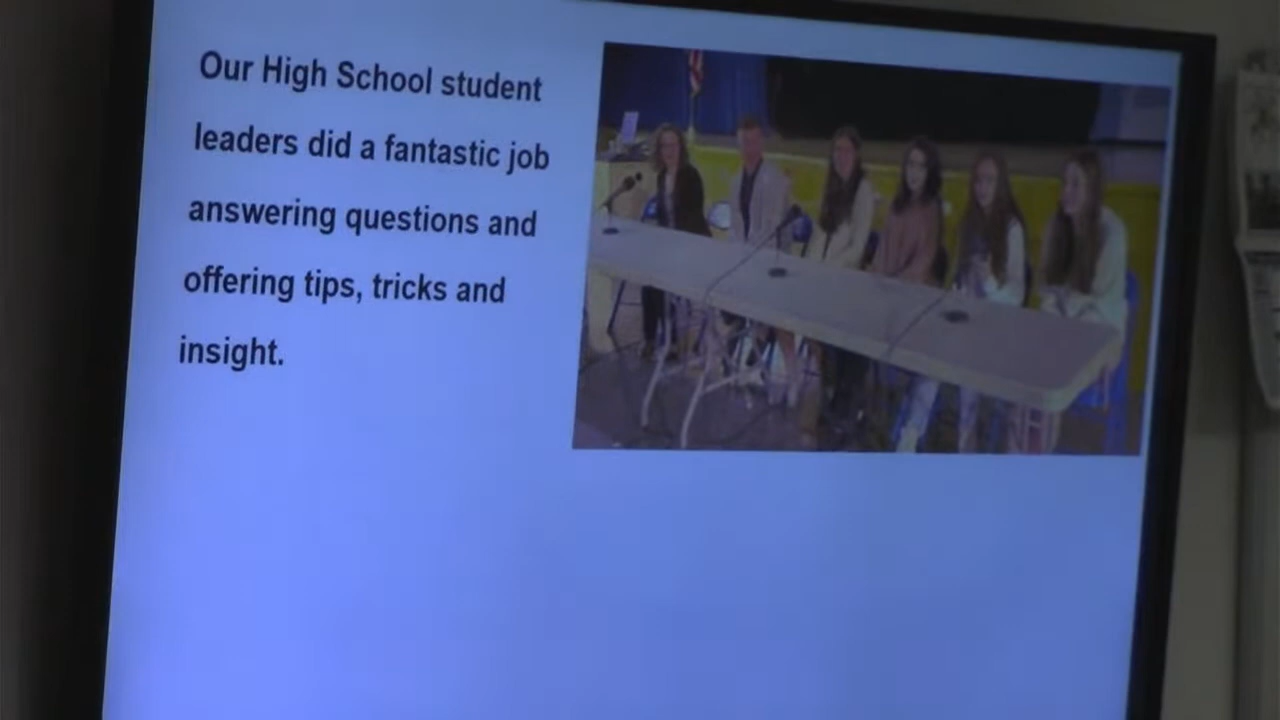 Our High School student
leaders did a fantastic job
answering questions and
offering tips, tricks and
insight.